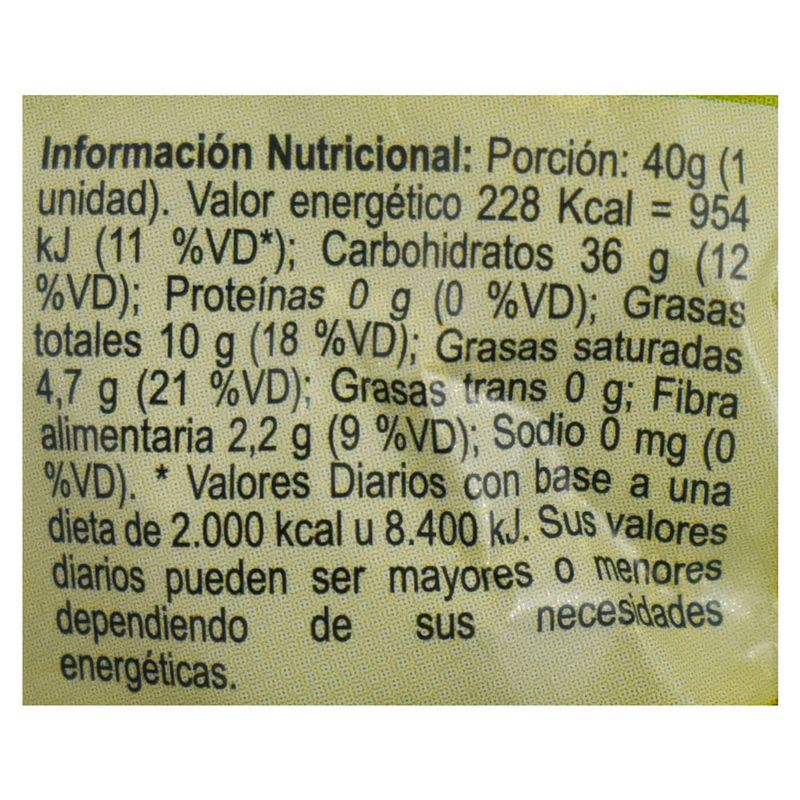 Información Nutricional: Porción: 40g (1
unidad). Valor energético 228 Kcal = 954
kJ (11 %VD*); Carbohidratos 36 g (12
%VD); Proteínas 0 g (0 %VD); Grasas
totales 10 g (18 %VD); Grasas saturadas
4,7 g (21 %VD); Grasas trans 0 g; Fibra
alimentaria 2,2 g (9 %VD); Sodio 0 mg (0
%VD). * Valores Diarios con base a una
dieta de 2.000 kcal u 8.400 kJ. Sus valores
diarios pueden ser mayores o menores
dependiendo de sus necesidades
energéticas.